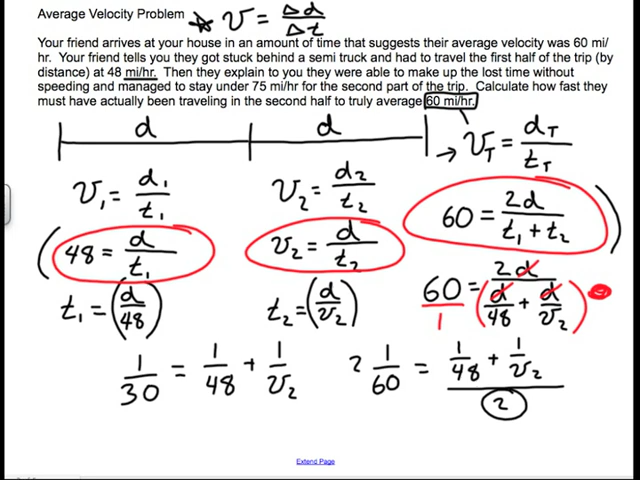 Average Velocity Problem ★ v = Δd/Δt
Your friend arrives at your house in an amount of time that suggests their average velocity was 60 mi/
hr. Your friend tells you they got stuck behind a semi truck and had to travel the first half of the trip (by
distance) at 48 mi/hr. Then they explain to you they were able to make up the lost time without
speeding and managed to stay under 75 mi/hr for the second part of the trip. Calculate how fast they
must have actually been traveling in the second half to truly average 60 mi/hr.
d d
→ v_T = d_T/t_T
v₁ = d₁/t₁ v₂ = d₂/t₂
(48 = d/t₁ v₂ = d/t₂ 60 = 2d/(t₁ + t₂))
t₁ = (d/48) t₂ = (d/v₂) 60/1 = 2d/(d/48 + d/v₂)
1/30 = 1/48 + 1/v₂ 2 1/60 = (1/48 + 1/v₂)/2
Extend Page